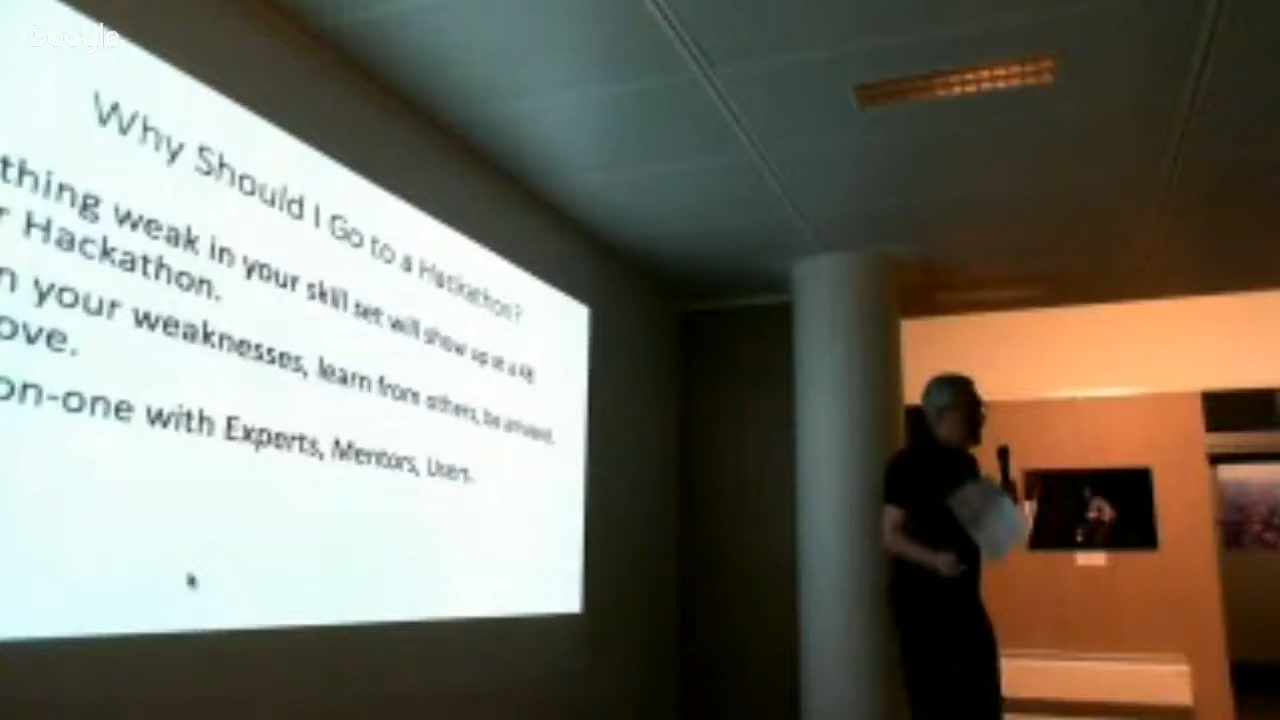 Google
Why Should I Go to a Hackathon?
thing weak in your skill set will show up at a 48
r Hackathon.
n your weaknesses, learn from others, be
ove.
on-one with Experts, Mentors, Users.